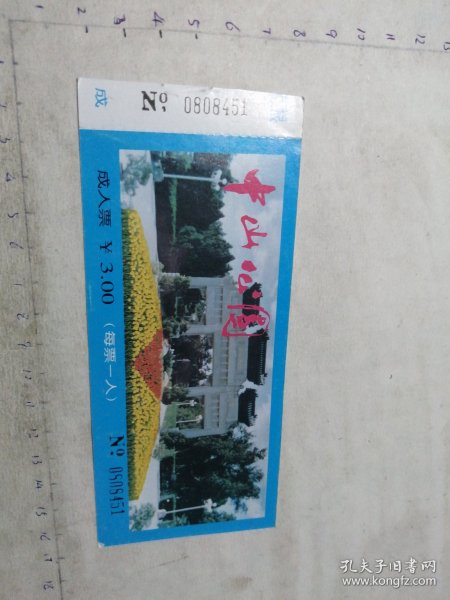 成
No. 0808451
中山公园
成人票 ¥ 3.00 (每票一人) No. 0808451
孔夫子旧书网
www.kongfz.com